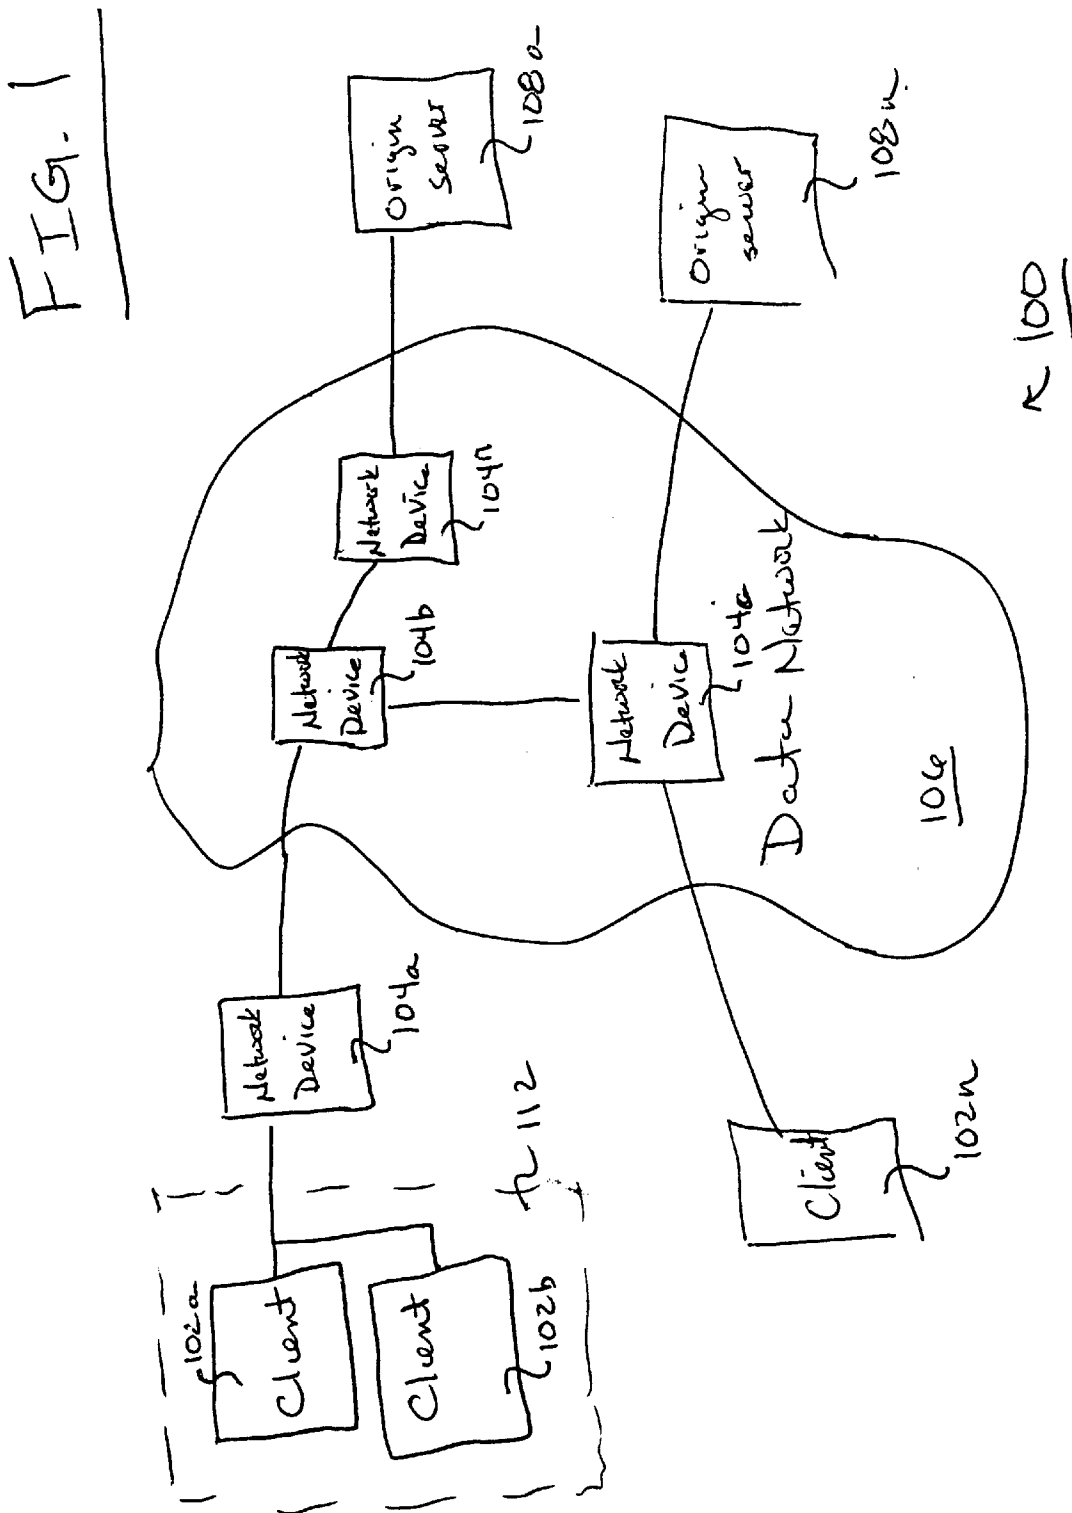 FIG. 1
102a
Client
Client
102b
112
Network
Device
104a
Network
Device
104b
Network
Device
104n
Origin
server
108a
Network
Device
104c
Data Network
106
Origin
server
108n
Client
102n
100